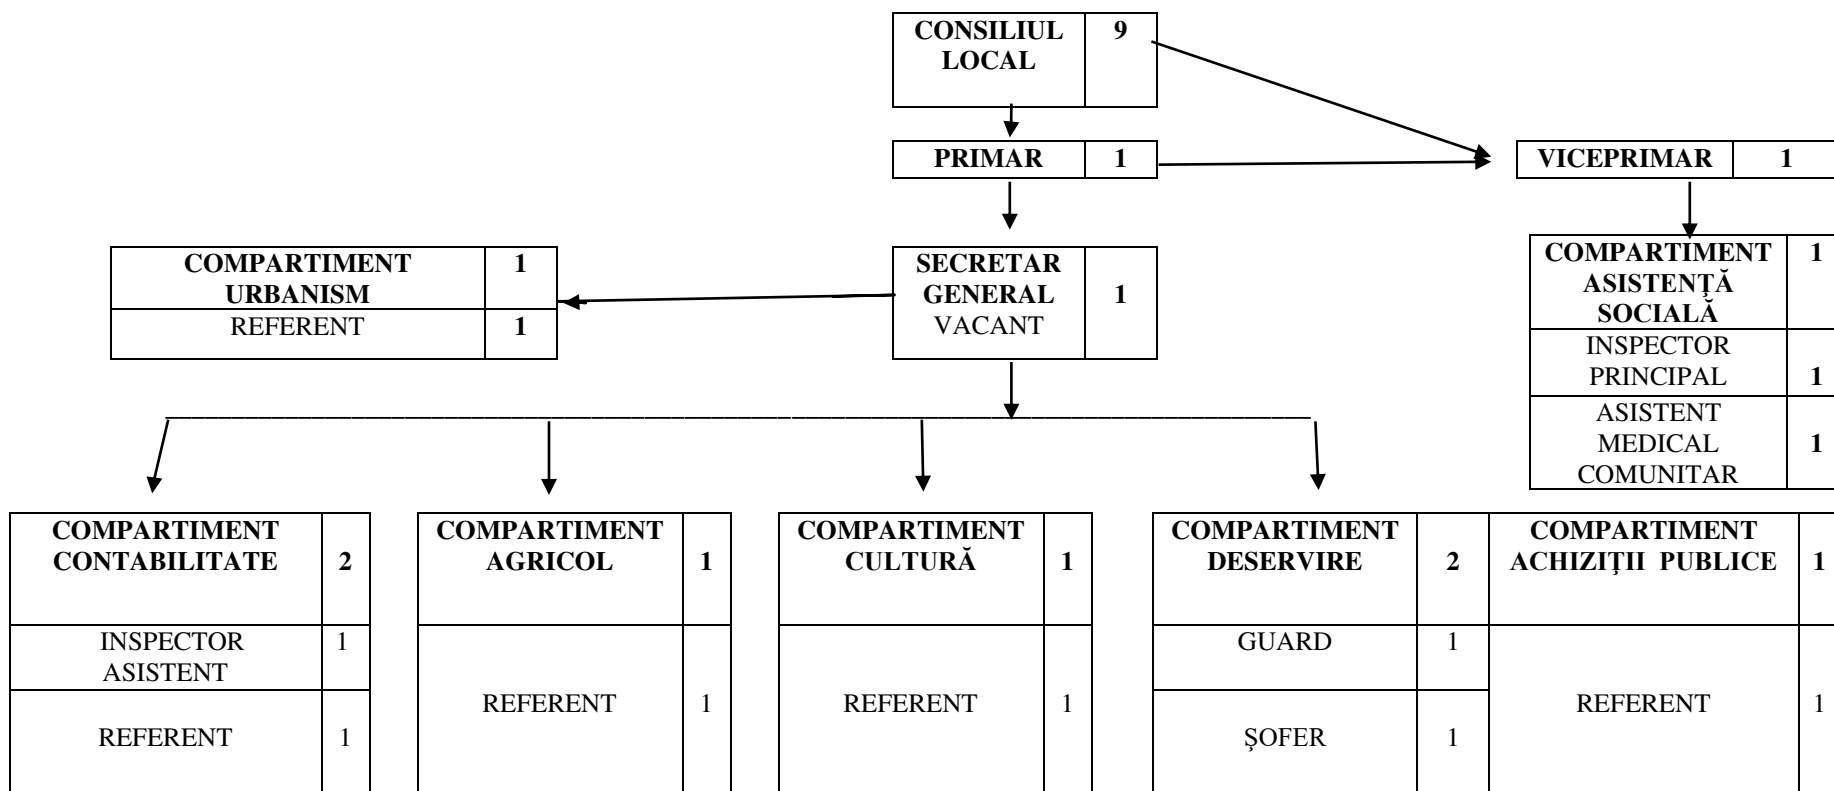 CONSILIUL 9
LOCAL
PRIMAR 1
VICEPRIMAR 1
COMPARTIMENT 1
URBANISM
REFERENT 1
SECRETAR
GENERAL 1
VACANT
COMPARTIMENT 1
ASISTENŢĂ
SOCIALĂ
INSPECTOR
PRINCIPAL 1
ASISTENT
MEDICAL 1
COMUNITAR
COMPARTIMENT
CONTABILITATE 2
INSPECTOR 1
ASISTENT
REFERENT 1
COMPARTIMENT
AGRICOL 1
REFERENT 1
COMPARTIMENT
CULTURĂ 1
REFERENT 1
COMPARTIMENT
DESERVIRE 2
GUARD 1
ŞOFER 1
COMPARTIMENT
ACHIZIŢII PUBLICE 1
REFERENT 1